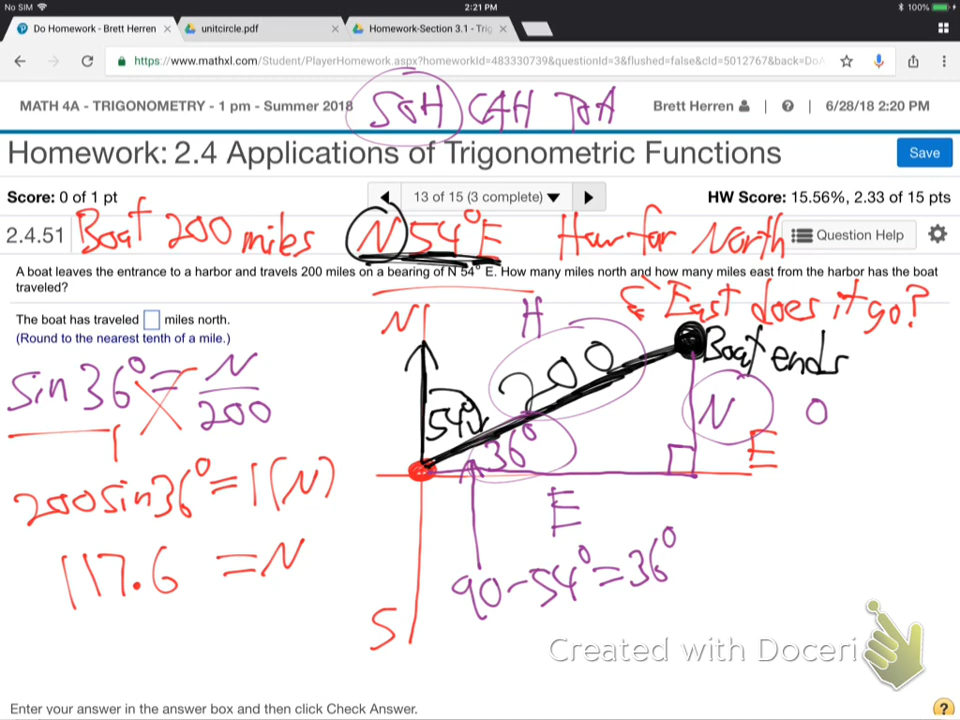 No SIM 2:21 PM 100%
Do Homework - Brett Herren × unitcircle.pdf × Homework-Section 3.1 - Trig ×
https://www.mathxl.com/Student/PlayerHomework.aspx?homeworkId=483330739&questionId=3&flushed=false&cId=5012767&back=DoA
MATH 4A - TRIGONOMETRY - 1 pm - Summer 2018 SOH CAH TOA Brett Herren | ? | 6/28/18 2:20 PM
Homework: 2.4 Applications of Trigonometric Functions Save
Score: 0 of 1 pt 13 of 15 (3 complete) HW Score: 15.56%, 2.33 of 15 pts
2.4.51 Boat 200 miles N 54° E How far North Question Help
A boat leaves the entrance to a harbor and travels 200 miles on a bearing of N 54° E. How many miles north and how many miles east from the harbor has the boat
traveled?
& East does it go?
The boat has traveled miles north.
(Round to the nearest tenth of a mile.)
N H
200 Boat ends
sin 36° = N/200
1
54° 36° N O
E
200 sin 36° = 1(N)
E
117.6 = N
90-54°=36°
S
Created with Doceri
Enter your answer in the answer box and then click Check Answer. ?